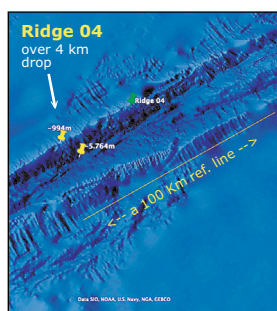 Ridge 04
over 4 km
drop
Ridge 04
-994m
-5.764m
<-- a 100 Km ref. line -->
Data SIO, NOAA, U.S. Navy, NGA, GEBCO